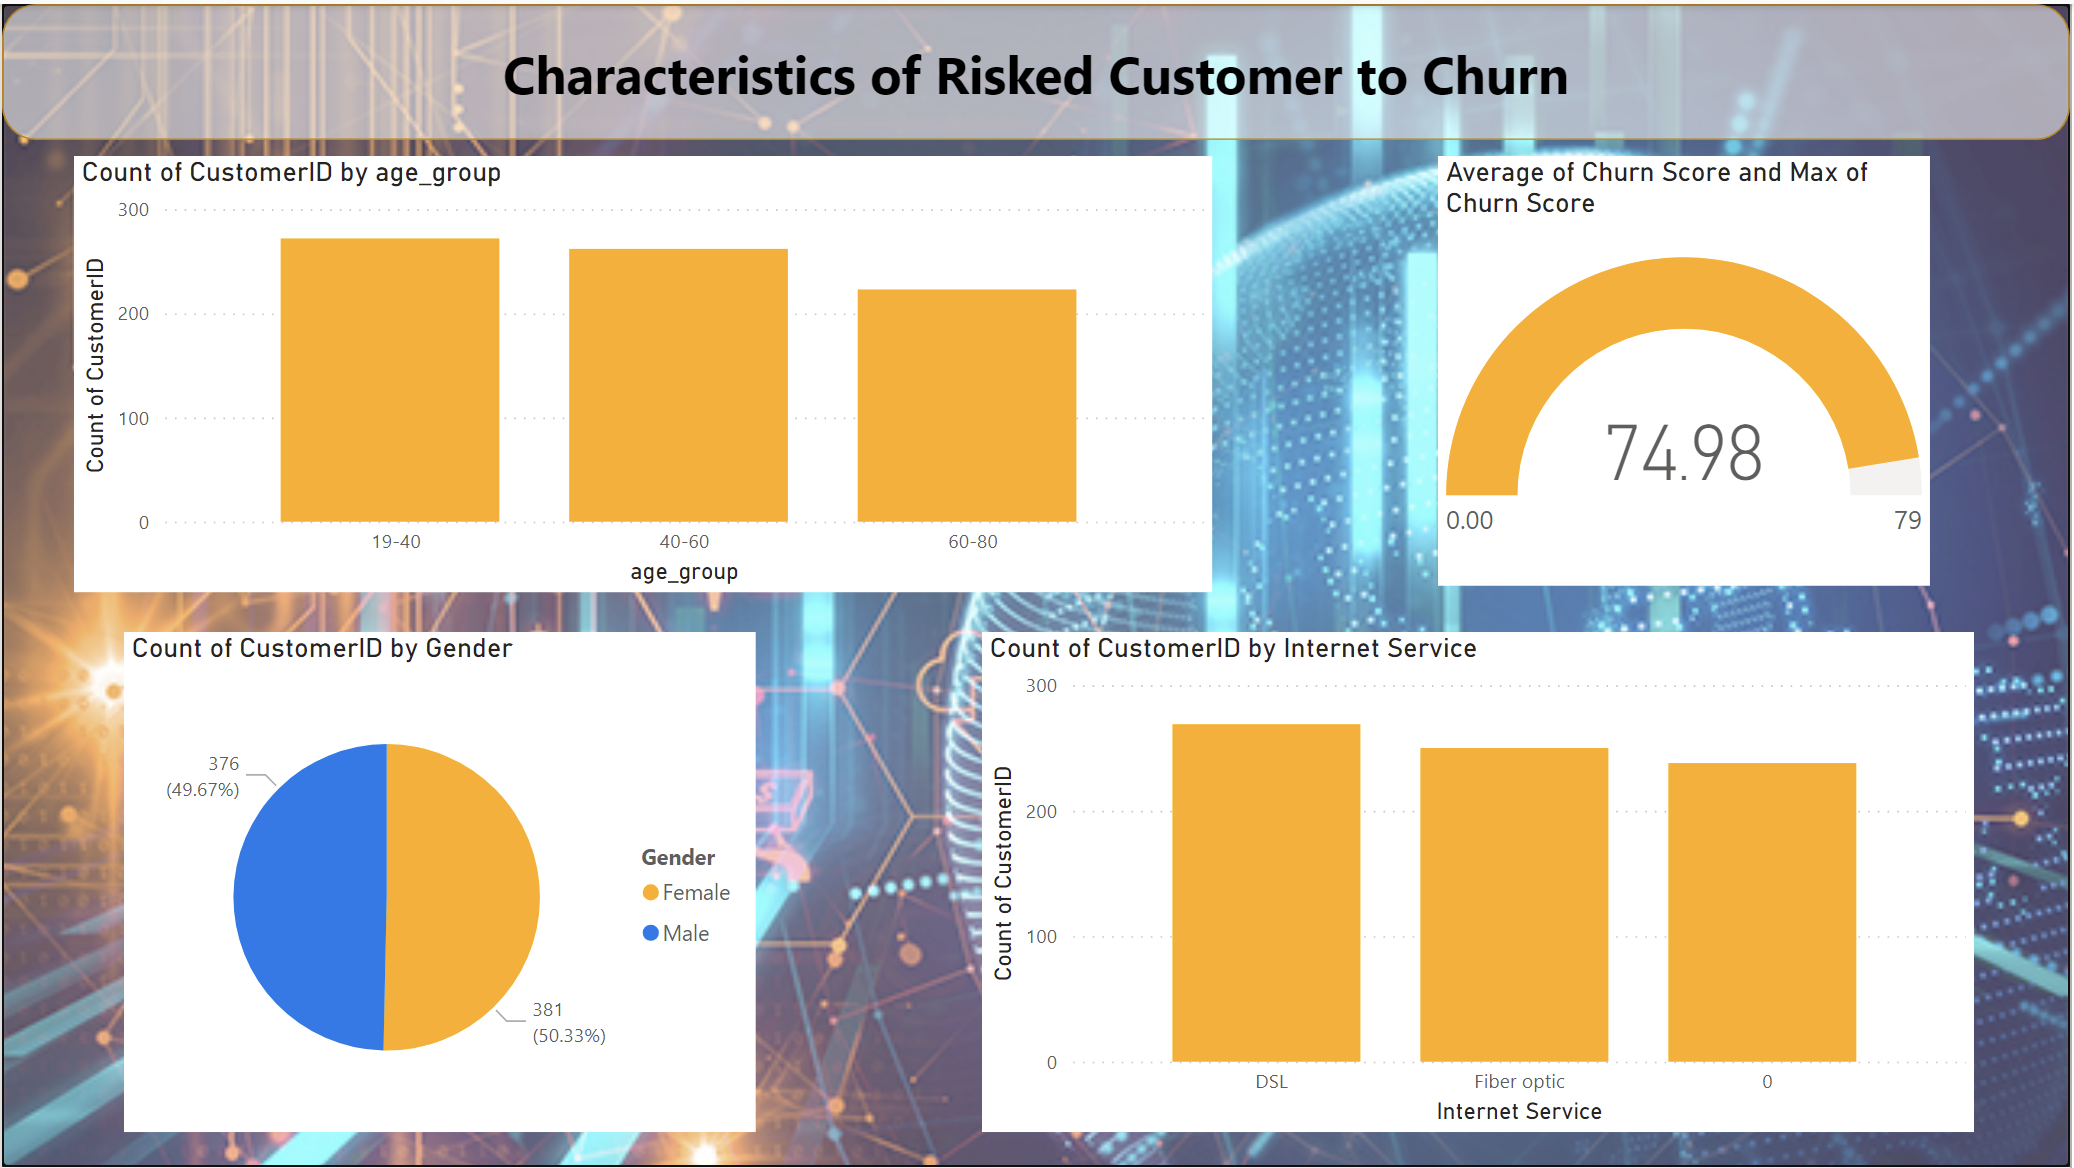 Characteristics of Risked Customer to Churn
Count of CustomerID by age_group
300
200
100
0
Count of CustomerID
19-40
40-60
60-80
age_group
Average of Churn Score and Max of
Churn Score
74.98
0.00
79
Count of CustomerID by Gender
376
(49.67%)
381
(50.33%)
Gender
Female
Male
Count of CustomerID by Internet Service
300
200
100
0
Count of CustomerID
DSL
Fiber optic
0
Internet Service